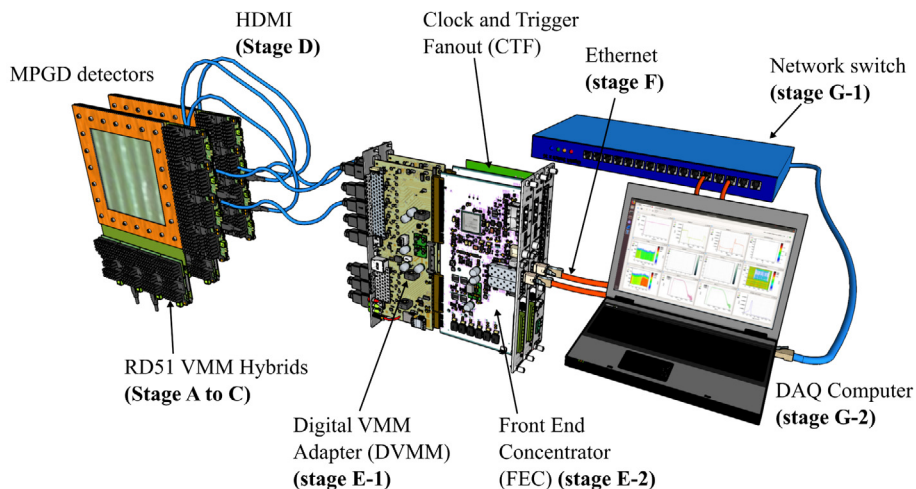 HDMI
(Stage D)
Clock and Trigger
Fanout (CTF)
Ethernet
(stage F)
Network switch
(stage G-1)
MPGD detectors
RD51 VMM Hybrids
(Stage A to C)
Digital VMM
Adapter (DVMM)
(stage E-1)
Front End
Concentrator
(FEC) (stage E-2)
DAQ Computer
(stage G-2)